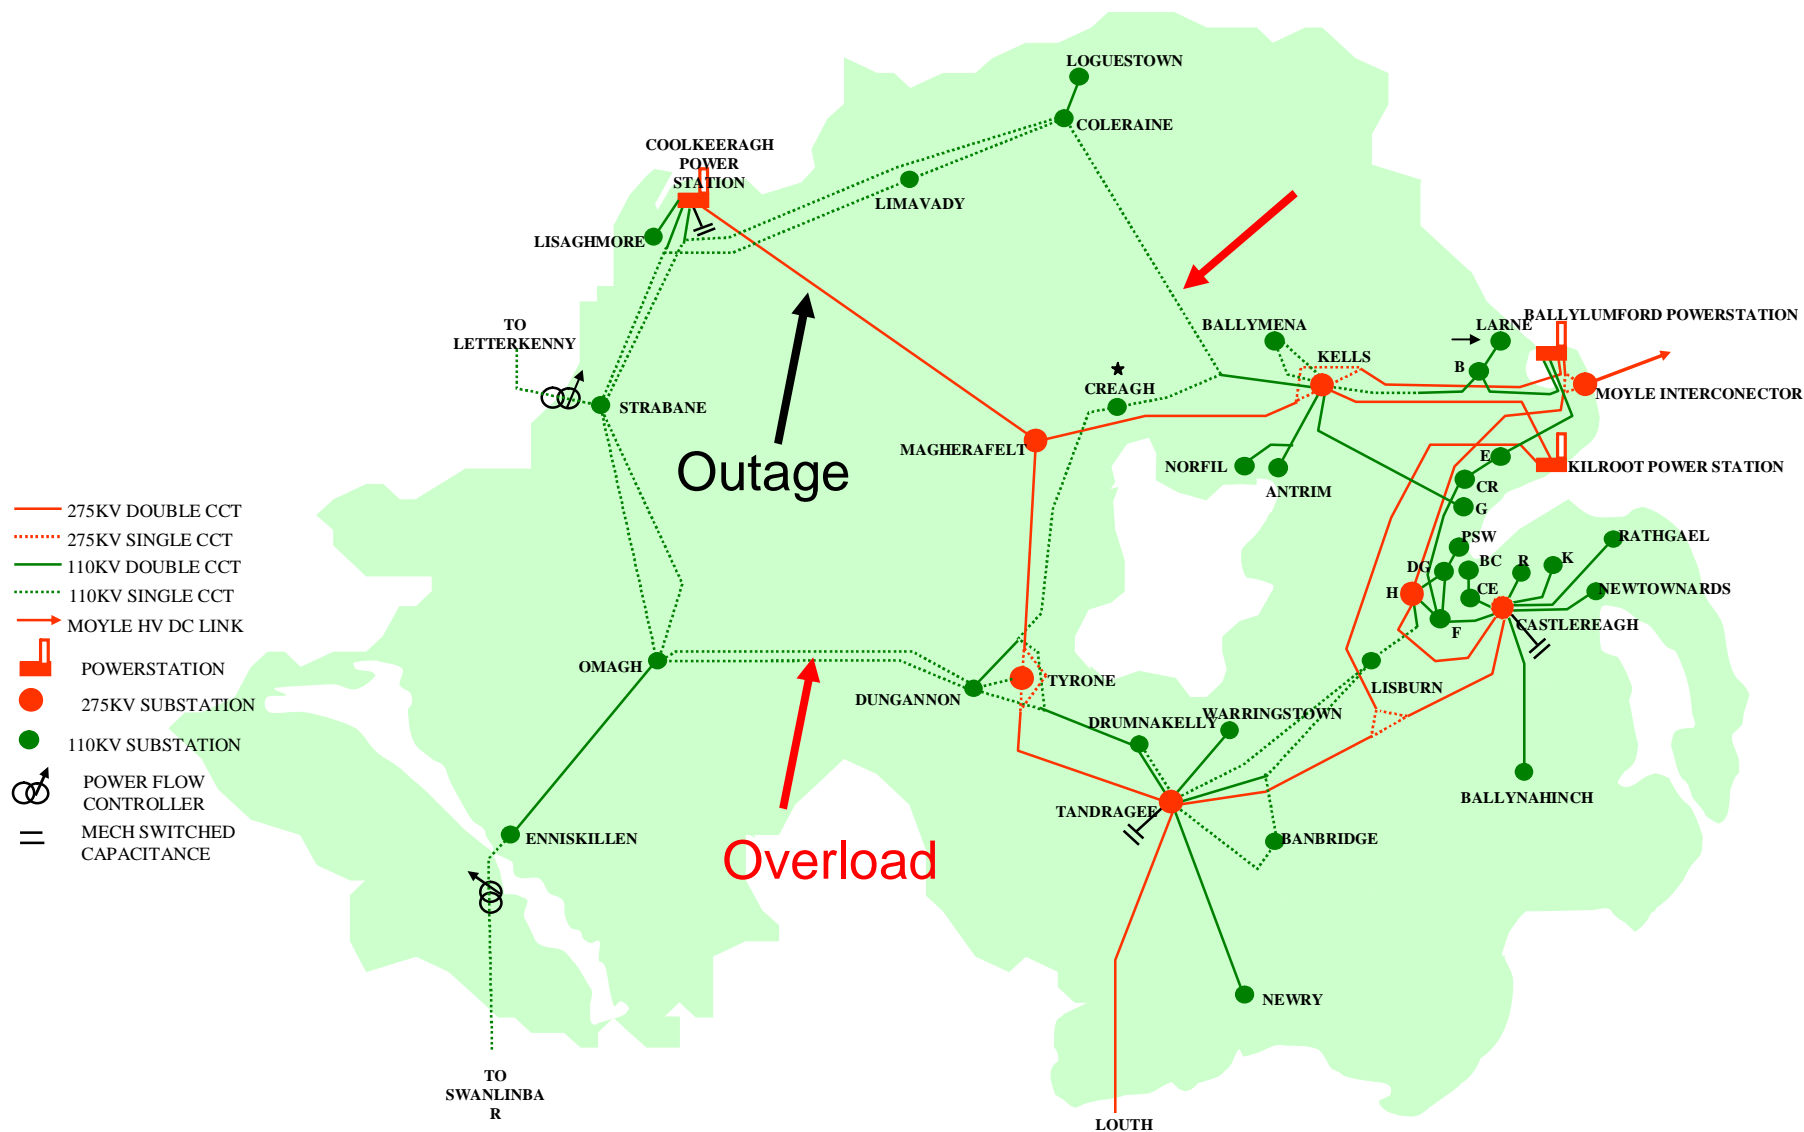 LOGUESTOWN
COLERAINE
COOLKEERAGH
POWER
STATION
LIMAVADY
LISAGHMORE
TO
LETTERKENNY
BALLYMENA
KELLS
BALLYLUMFORD POWERSTATION
LARNE
B
MOYLE INTERCONECTOR
CREAGH
STRABANE
MAGHERAFELT
Outage
NORFIL
ANTRIM
E
KILROOT POWER STATION
CR
G
PSW
DG
BC
R
K
RATHGAEL
H
CE
NEWTOWNARDS
F
CASTLEREAGH
275KV DOUBLE CCT
275KV SINGLE CCT
110KV DOUBLE CCT
110KV SINGLE CCT
MOYLE HV DC LINK
POWERSTATION
275KV SUBSTATION
110KV SUBSTATION
POWER FLOW
CONTROLLER
MECH SWITCHED
CAPACITANCE
OMAGH
DUNGANNON
TYRONE
LISBURN
DRUMNAKELLY
WARRINGSTOWN
TANDRAGEE
BANBRIDGE
BALLYNAHINCH
Overload
ENNISKILLEN
NEWRY
TO
SWANLINBA
R
LOUTH